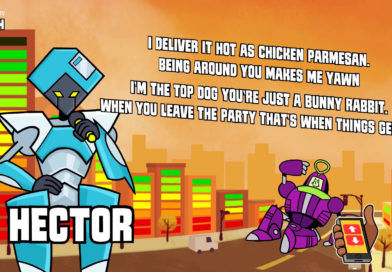 I DELIVER IT HOT AS CHICKEN PARMESAN.
BEING AROUND YOU MAKES ME YAWN
I'M THE TOP DOG YOU'RE JUST A BUNNY RABBIT.
WHEN YOU LEAVE THE PARTY THAT'S WHEN THINGS GE
HECTOR